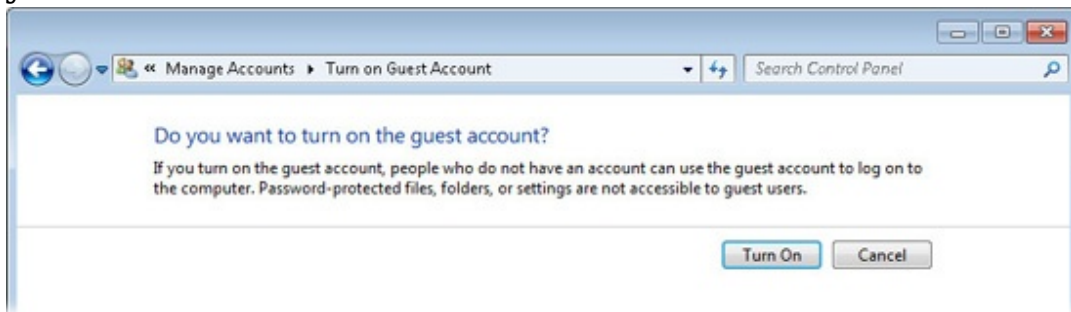 « Manage Accounts ▸ Turn on Guest Account Search Control Panel
Do you want to turn on the guest account?
If you turn on the guest account, people who do not have an account can use the guest account to log on to
the computer. Password-protected files, folders, or settings are not accessible to guest users.
Turn On Cancel